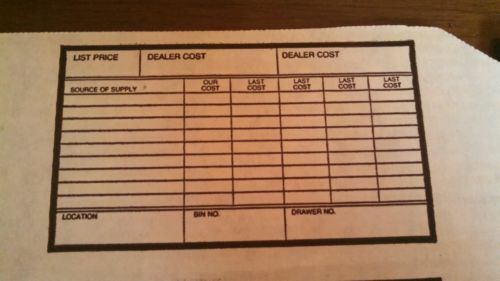 LIST PRICE DEALER COST DEALER COST
SOURCE OF SUPPLY OUR COST LAST COST LAST COST LAST COST LAST COST
LOCATION BIN NO. DRAWER NO.